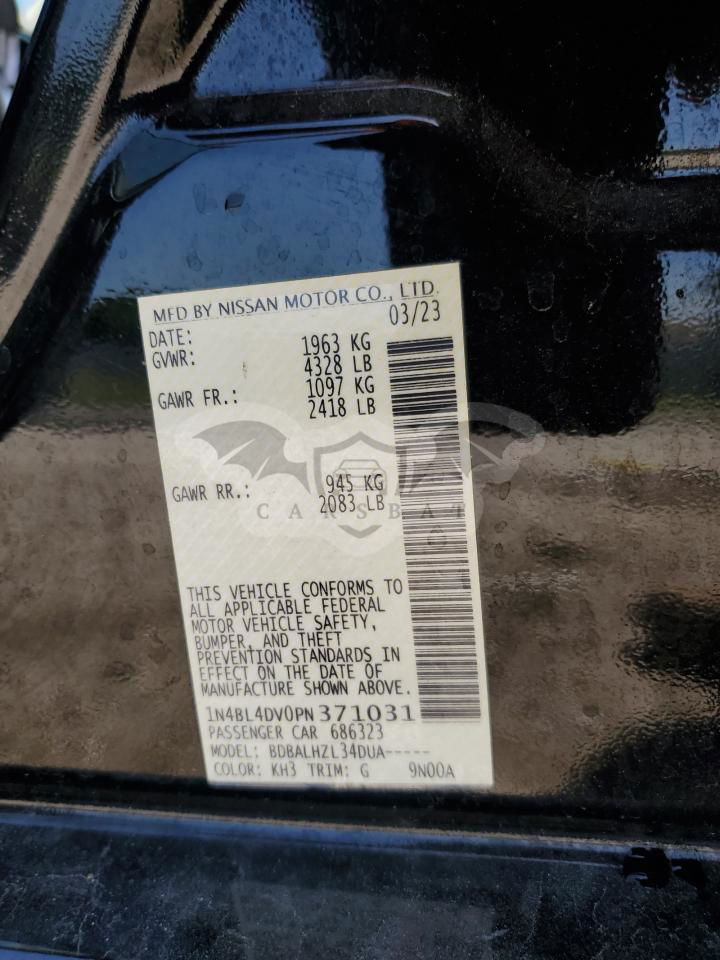 MFD BY NISSAN MOTOR CO., LTD.
DATE: 03/23
GVWR: 1963 KG
4328 LB
GAWR FR.: 1097 KG
2418 LB
GAWR RR.: 945 KG
2083 LB
CARSBAT
THIS VEHICLE CONFORMS TO
ALL APPLICABLE FEDERAL
MOTOR VEHICLE SAFETY,
BUMPER, AND THEFT
PREVENTION STANDARDS IN
EFFECT ON THE DATE OF
MANUFACTURE SHOWN ABOVE.
1N4BL4DV0PN371031
PASSENGER CAR 686323
MODEL: BDBALHZL34DUA-----
COLOR: KH3 TRIM: G 9N00A